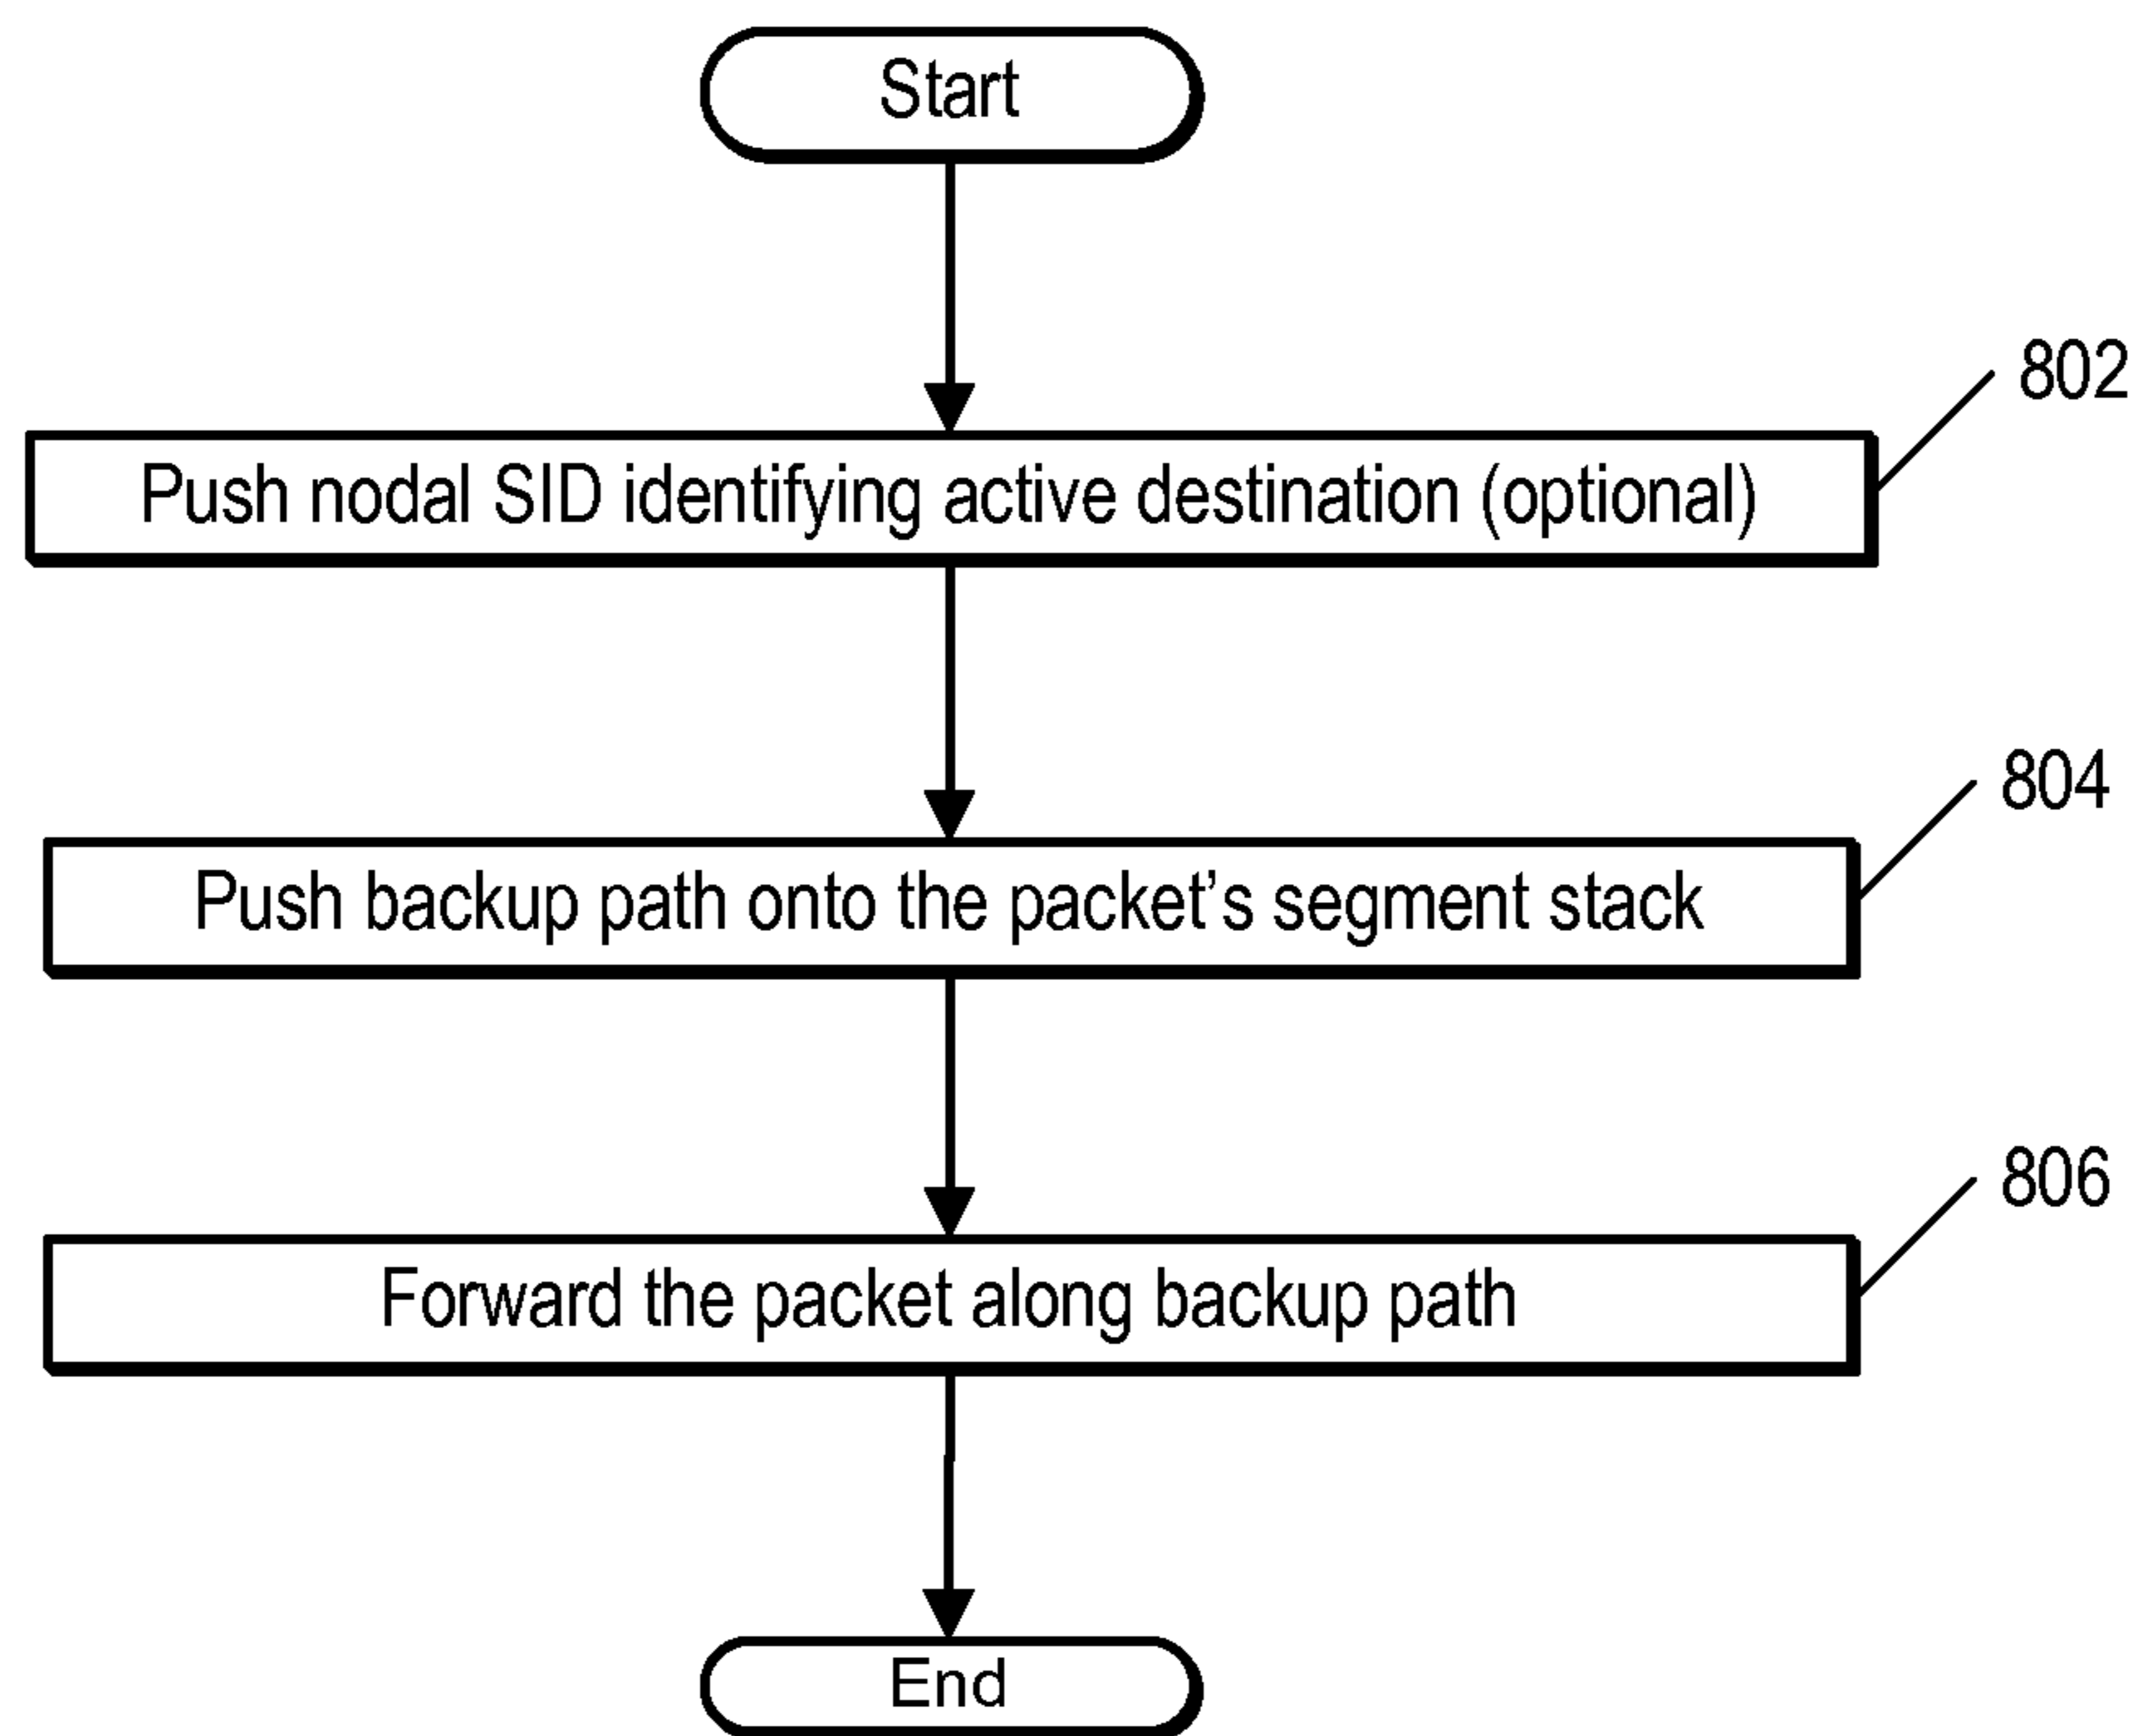 Start
802
Push nodal SID identifying active destination (optional)
804
Push backup path onto the packet’s segment stack
806
Forward the packet along backup path
End